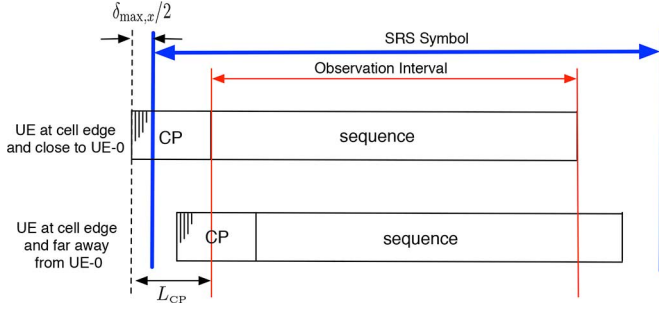 δmax,x/2
SRS Symbol
Observation Interval
UE at cell edge
and close to UE-0
CP
sequence
UE at cell edge
and far away
from UE-0
CP
sequence
LCP